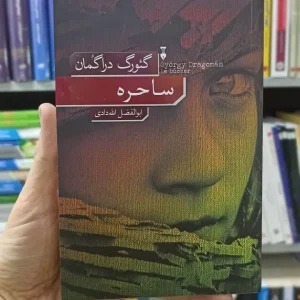 گئورگ دراگمان
György Dragomán
Le bûcher
ساحره
ابوالفضل الله‌دادی